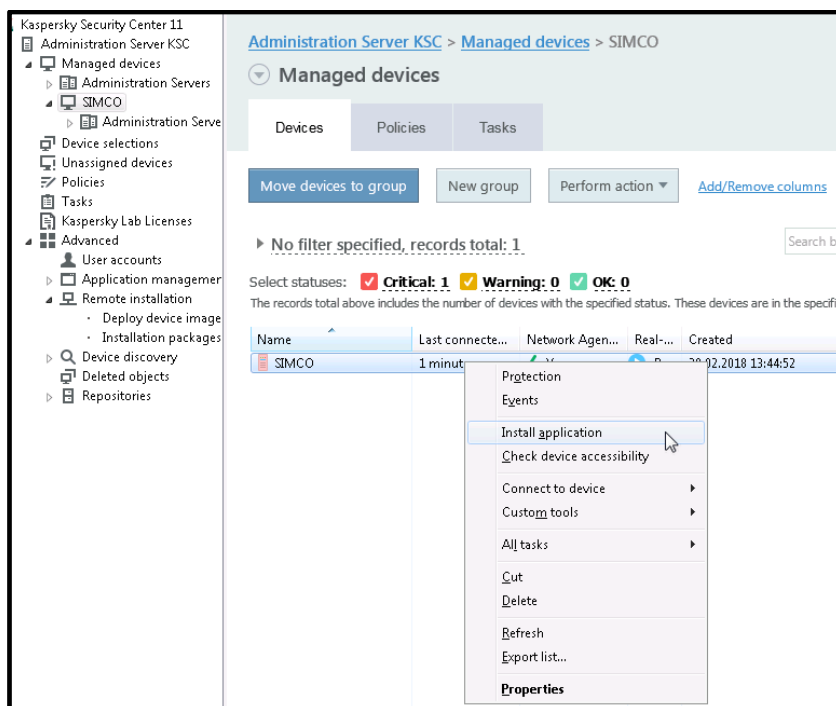 Kaspersky Security Center 11
Administration Server KSC
Managed devices
Administration Servers
SIMCO
Administration Serve
Device selections
Unassigned devices
Policies
Tasks
Kaspersky Lab Licenses
Advanced
User accounts
Application managemer
Remote installation
Deploy device image
Installation packages
Device discovery
Deleted objects
Repositories
Administration Server KSC > Managed devices > SIMCO
Managed devices
Devices Policies Tasks
Move devices to group New group Perform action Add/Remove columns
No filter specified, records total: 1
Search b
Select statuses: Critical: 1 Warning: 0 OK: 0
The records total above includes the number of devices with the specified status. These devices are in the specifi
Name Last connecte... Network Agen... Real-... Created
SIMCO 1 minut .02.2018 13:44:52
Protection
Events
Install application
Check device accessibility
Connect to device
Custom tools
All tasks
Cut
Delete
Refresh
Export list...
Properties